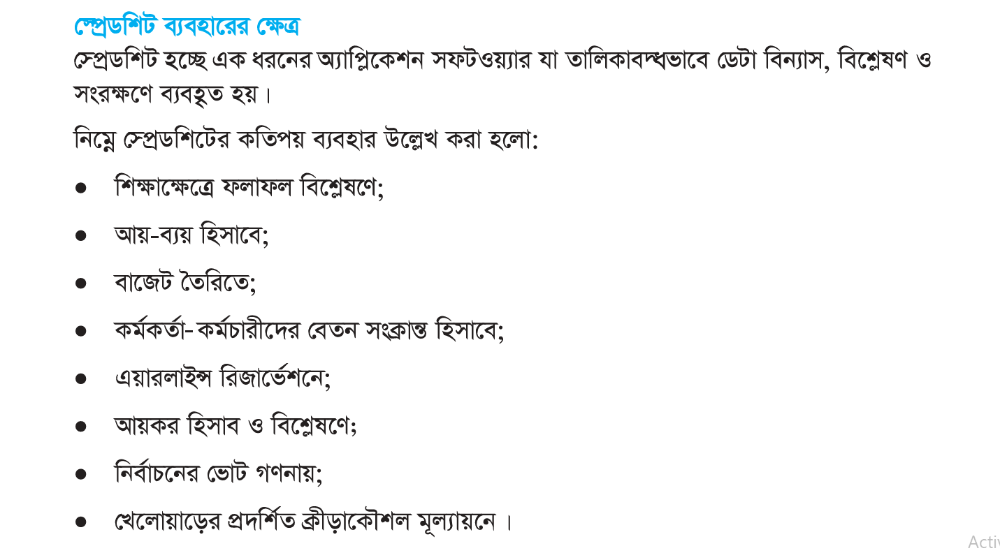 স্প্রেডশিট ব্যবহারের ক্ষেত্র
স্প্রেডশিট হচ্ছে এক ধরনের অ্যাপ্লিকেশন সফটওয়্যার যা তালিকাবদ্ধভাবে ডেটা বিন্যাস, বিশ্লেষণ ও
সংরক্ষণে ব্যবহৃত হয়।
নিম্নে স্প্রেডশিটের কতিপয় ব্যবহার উল্লেখ করা হলো:
● শিক্ষাক্ষেত্রে ফলাফল বিশ্লেষণে;
● আয়-ব্যয় হিসাবে;
● বাজেট তৈরিতে;
● কর্মকর্তা-কর্মচারীদের বেতন সংক্রান্ত হিসাবে;
● এয়ারলাইন্স রিজার্ভেশনে;
● আয়কর হিসাব ও বিশ্লেষণে;
● নির্বাচনের ভোট গণনায়;
● খেলোয়াড়ের প্রদর্শিত ক্রীড়াকৌশল মূল্যায়নে ।